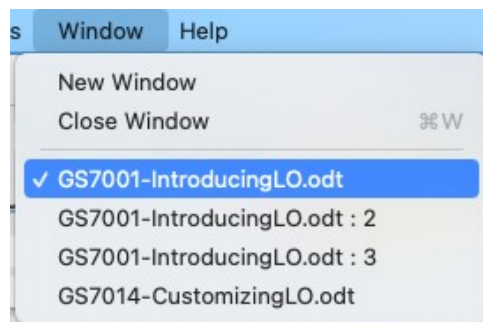 s Window Help
New Window
Close Window ⌘W
✓ GS7001-IntroducingLO.odt
GS7001-IntroducingLO.odt : 2
GS7001-IntroducingLO.odt : 3
GS7014-CustomizingLO.odt